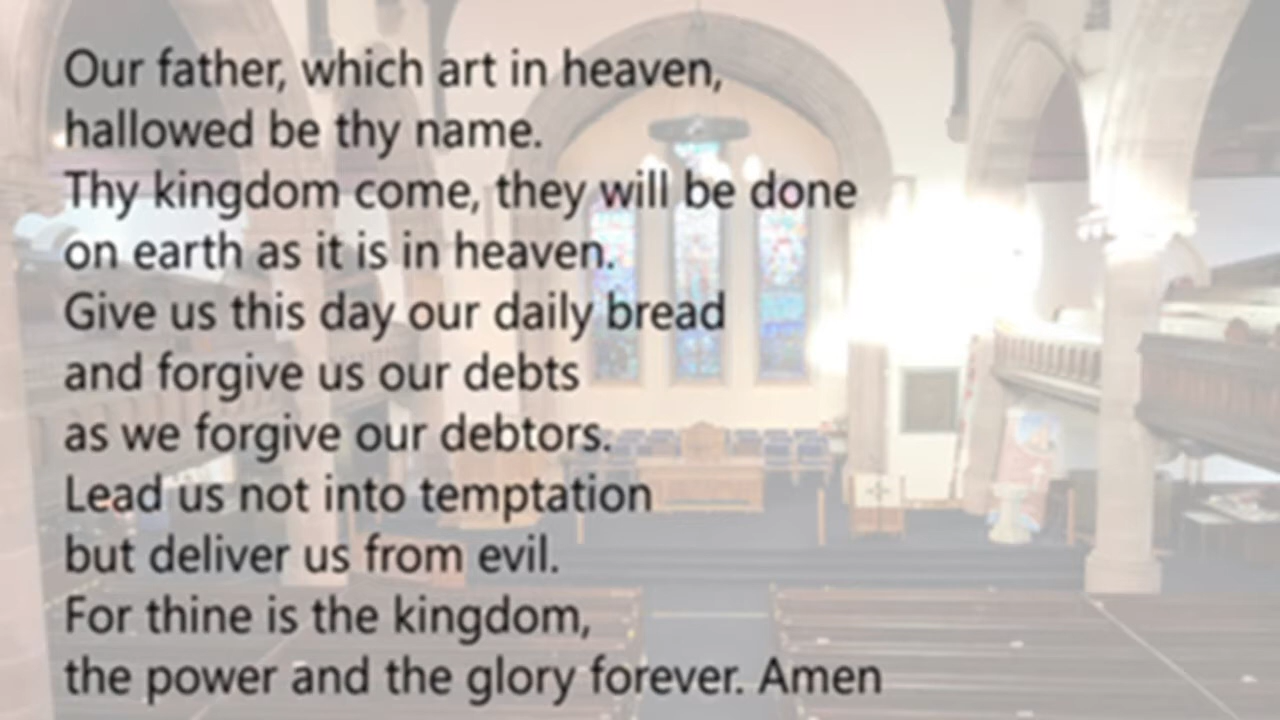 Our father, which art in heaven,
hallowed be thy name.
Thy kingdom come, they will be done
on earth as it is in heaven.
Give us this day our daily bread
and forgive us our debts
as we forgive our debtors.
Lead us not into temptation
but deliver us from evil.
For thine is the kingdom,
the power and the glory forever. Amen